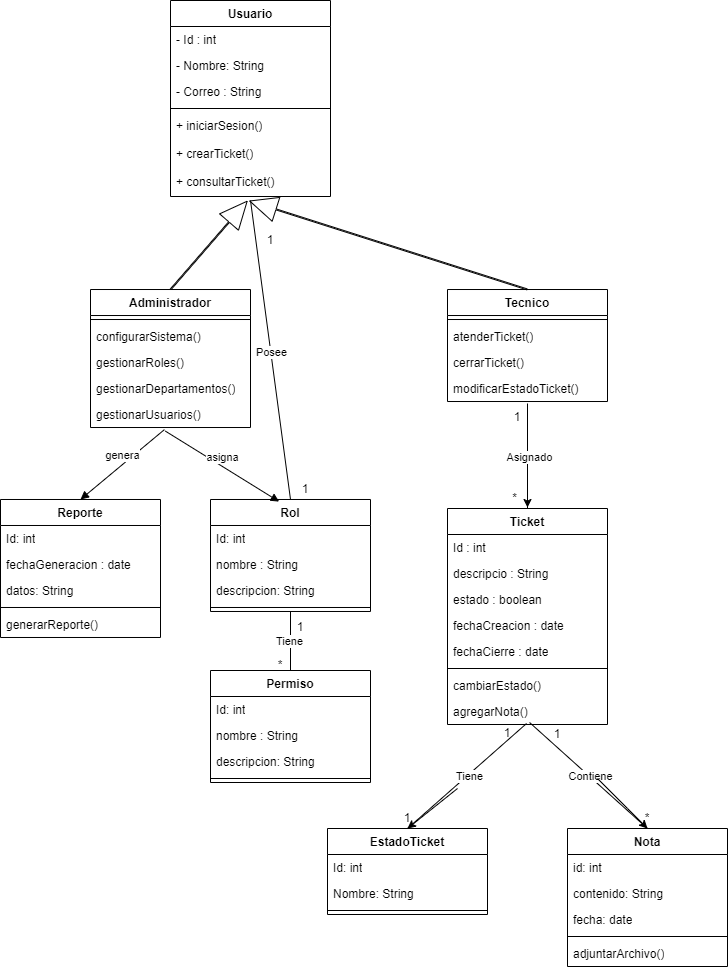 Usuario
- Id : int
- Nombre: String
- Correo : String
+ iniciarSesion()
+ crearTicket()
+ consultarTicket()
1
Administrador
configurarSistema()
gestionarRoles()
gestionarDepartamentos()
gestionarUsuarios()
Posee
Tecnico
atenderTicket()
cerrarTicket()
modificarEstadoTicket()
1
genera
asigna
Asignado
1
*
Reporte
Id: int
fechaGeneracion : date
datos: String
generarReporte()
Rol
Id: int
nombre : String
descripcion: String
1
Tiene
*
Permiso
Id: int
nombre : String
descripcion: String
Ticket
Id : int
descripcio : String
estado : boolean
fechaCreacion : date
fechaCierre : date
cambiarEstado()
agregarNota()
1
1
Tiene
Contiene
1
*
EstadoTicket
Id: int
Nombre: String
Nota
id: int
contenido: String
fecha: date
adjuntarArchivo()